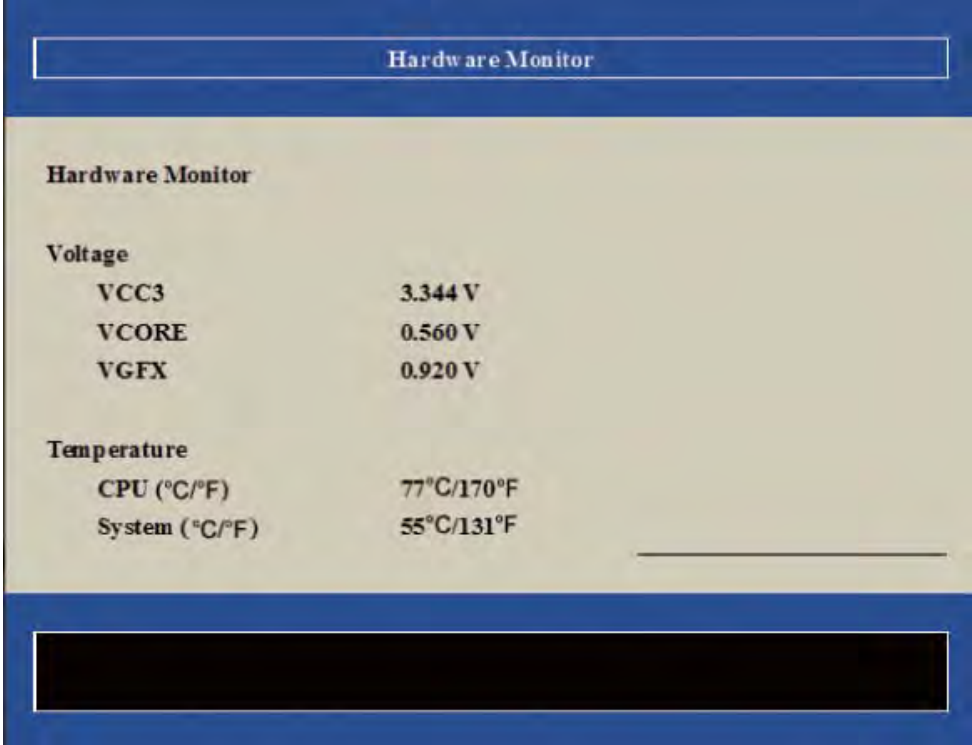 Hardware Monitor
Hardware Monitor
Voltage
VCC3 3.344 V
VCORE 0.560 V
VGFX 0.920 V
Temperature
CPU (°C/°F) 77°C/170°F
System (°C/°F) 55°C/131°F